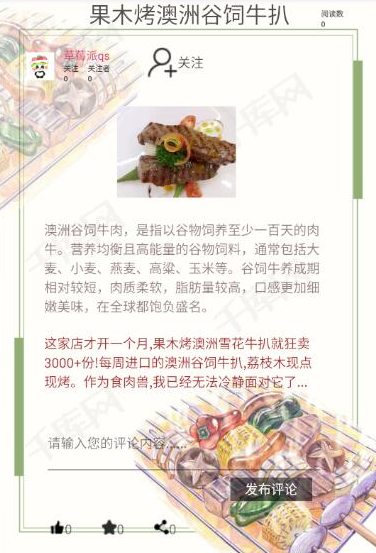 果木烤澳洲谷饲牛扒
阅读数
0
草莓派qs
关注 关注者
0 0
关注
澳洲谷饲牛肉，是指以谷物饲养至少一百天的肉
牛。营养均衡且高能量的谷物饲料，通常包括大
麦、小麦、燕麦、高粱、玉米等。谷饲牛养成期
相对较短，肉质柔软，脂肪量较高，口感更加细
嫩美味，在全球都饱负盛名。
这家店才开一个月,果木烤澳洲雪花牛扒就狂卖
3000+份!每周进口的澳洲谷饲牛扒,荔枝木现点
现烤。作为食肉兽,我已经无法冷静面对它了...
请输入您的评论内容......
发布评论
0 0 0
千库网
千库网
千库网